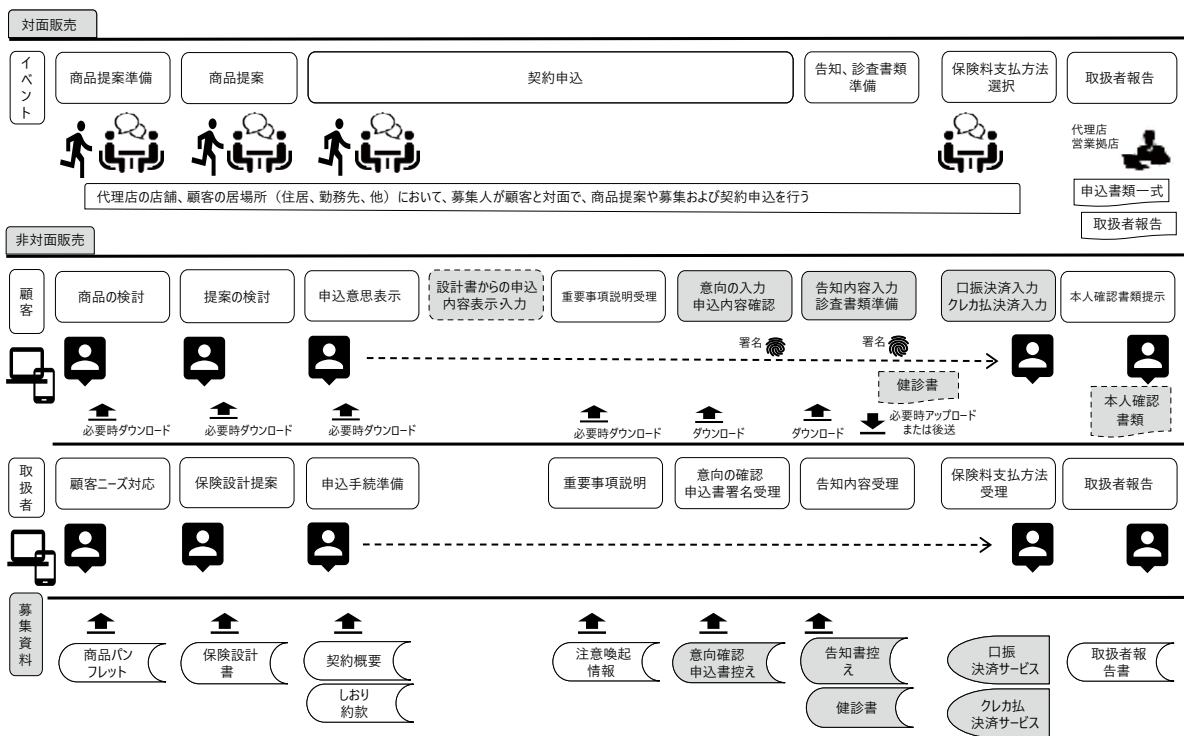 対面販売
イベント
商品提案準備
商品提案
契約申込
告知、診査書類
準備
保険料支払方法
選択
取扱者報告
代理店
営業拠点
代理店の店舗、顧客の居場所（住居、勤務先、他）において、募集人が顧客と対面で、商品提案や募集および契約申込を行う
申込書類一式
取扱者報告
非対面販売
顧客
商品の検討
提案の検討
申込意思表示
設計書からの申込
内容表示・入力
重要事項説明受理
意向の入力
申込内容確認
告知内容入力
診査書類準備
口振決済入力
クレカ払決済入力
本人確認書類提示
署名
署名
健診書
本人確認
書類
必要時ダウンロード
必要時ダウンロード
必要時ダウンロード
必要時ダウンロード
ダウンロード
ダウンロード
必要時アップロード
または後送
取扱者
顧客ニーズ対応
保険設計提案
申込手続準備
重要事項説明
意向の確認
申込書署名受理
告知内容受理
保険料支払方法
受理
取扱者報告
募集資料
商品パン
フレット
保険設計
書
契約概要
しおり
約款
注意喚起
情報
意向確認
申込書控え
告知書控
え
健診書
口振
決済サービス
クレカ払
決済サービス
取扱者報
告書